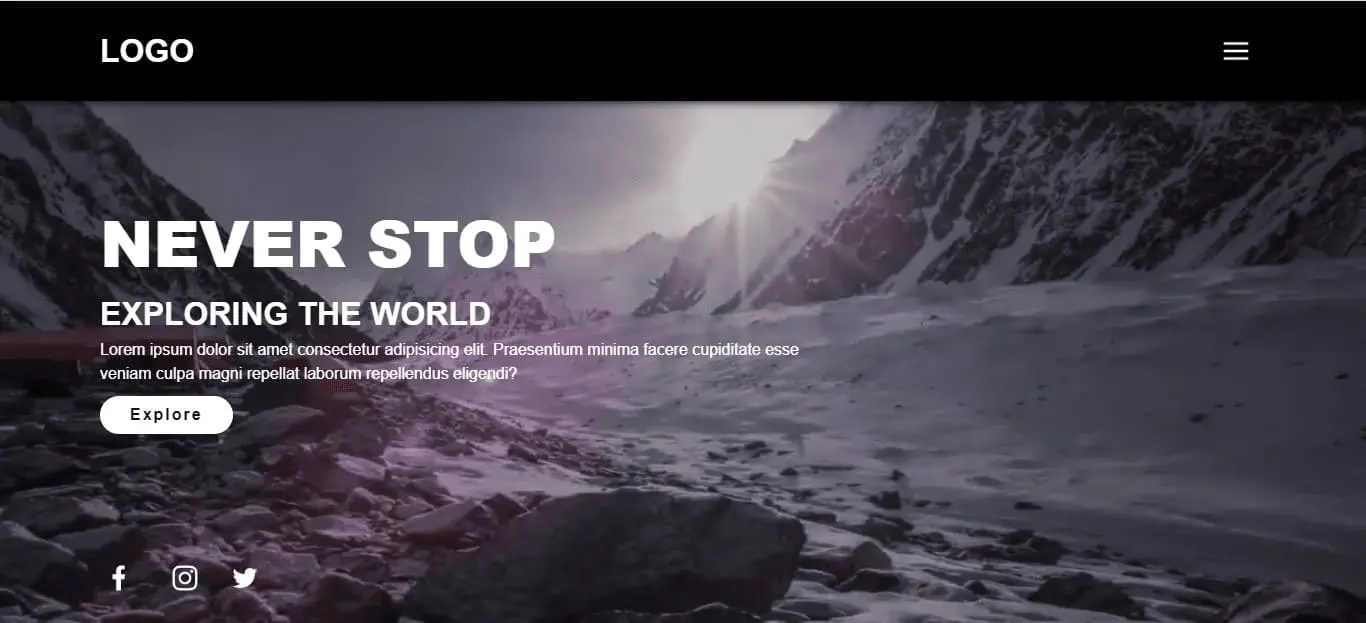 LOGO
NEVER STOP
EXPLORING THE WORLD
Lorem ipsum dolor sit amet consectetur adipisicing elit. Praesentium minima facere cupiditate esse
veniam culpa magni repellat laborum repellendus eligendi?
Explore